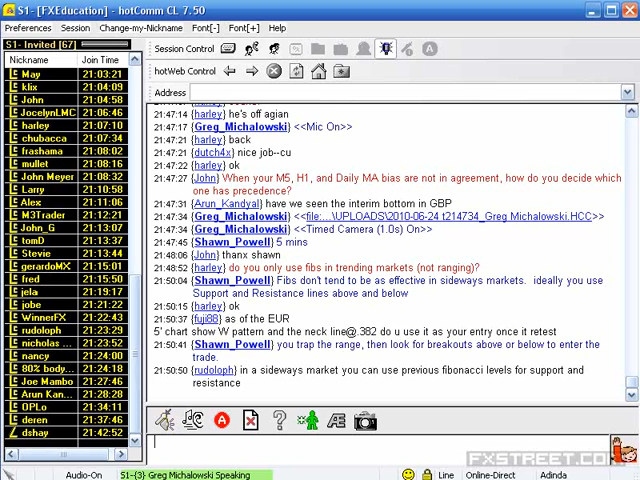 S1- [FXEducation] - hotComm CL 7.50
Preferences Session Change-my-Nickname Font[-] Font[+] Help
S1- Invited [67]
Nickname Join Time
May 21:03:21
klix 21:04:09
John 21:04:58
JocelynLMC 21:06:46
harley 21:07:10
chubacca 21:07:34
frashama 21:08:02
mullet 21:08:16
John Meyer 21:08:32
Larry 21:10:58
Alex 21:11:06
M3Trader 21:12:21
John_G 21:13:07
tomD 21:13:37
Stevie 21:13:44
gerardoMX 21:15:01
fred 21:15:50
jela 21:19:17
jobe 21:21:22
WinnerFX 21:22:43
rudoloph 21:23:29
nicholas ... 21:23:52
nancy 21:24:00
80% body... 21:24:18
Joe Mambo 21:27:46
Arun Kan... 21:28:28
OPLo 21:34:11
deren 21:37:46
dshay 21:42:52
Session Control
hotWeb Control
Address
21:47:14 {harley} he's off agian
21:47:17 {Greg_Michalowski} <<Mic On>>
21:47:21 {harley} back
21:47:21 {dutch4x} nice job--cu
21:47:22 {harley} ok
21:47:27 {John} When your M5, H1, and Daily MA bias are not in agreement, how do you decide which
one has precedence?
21:47:31 {Arun_Kandyal} have we seen the interim bottom in GBP
21:47:34 {Greg_Michalowski} <<file:...\UPLOADS\2010-06-24 t214734_Greg Michalowski.HCC>>
21:47:34 {Greg_Michalowski} <<Timed Camera (1.0s) On>>
21:47:45 {Shawn_Powell} 5 mins
21:48:06 {John} thanx shawn
21:48:52 {harley} do you only use fibs in trending markets (not ranging)?
21:50:04 {Shawn_Powell} Fibs don't tend to be as effective in sideways markets. ideally you use
Support and Resistance lines above and below
21:50:15 {harley} ok
21:50:37 {fuji88} as of the EUR
5' chart show W pattern and the neck line@.382 do u use it as your entry once it retest
21:50:41 {Shawn_Powell} you trap the range, then look for breakouts above or below to enter the
trade.
21:50:50 {rudoloph} in a sideways market you can use previous fibonacci levels for support and
resistance
FXSTREET.COM
Audio-On S1-{3} Greg Michalowski Speaking Line Online-Direct Adinda